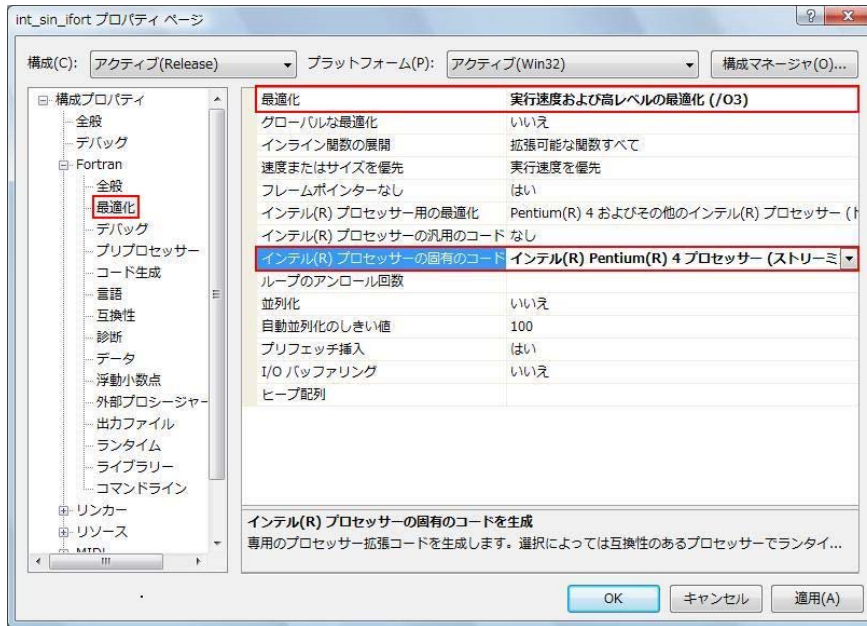 int_sin_ifort プロパティ ページ
構成(C): アクティブ(Release) プラットフォーム(P): アクティブ(Win32) 構成マネージャ(O)...
構成プロパティ
全般
デバッグ
Fortran
全般
最適化
デバッグ
プリプロセッサー
コード生成
言語
互換性
診断
データ
浮動小数点
外部プロシージャー
出力ファイル
ランタイム
ライブラリー
コマンドライン
リンカー
リソース
MIDL
最適化 実行速度および高レベルの最適化 (/O3)
グローバルな最適化 いいえ
インライン関数の展開 拡張可能な関数すべて
速度またはサイズを優先 実行速度を優先
フレームポインターなし はい
インテル(R) プロセッサー用の最適化 Pentium(R) 4 およびその他のインテル(R) プロセッサー (
インテル(R) プロセッサーの汎用のコード なし
インテル(R) プロセッサーの固有のコード インテル(R) Pentium(R) 4 プロセッサー (ストリーミ
ループのアンロール回数
並列化 いいえ
自動並列化のしきい値 100
プリフェッチ挿入 はい
I/O バッファリング いいえ
ヒープ配列
インテル(R) プロセッサーの固有のコードを生成
専用のプロセッサー拡張コードを生成します。選択によっては互換性のあるプロセッサーでランタイ...
OK キャンセル 適用(A)